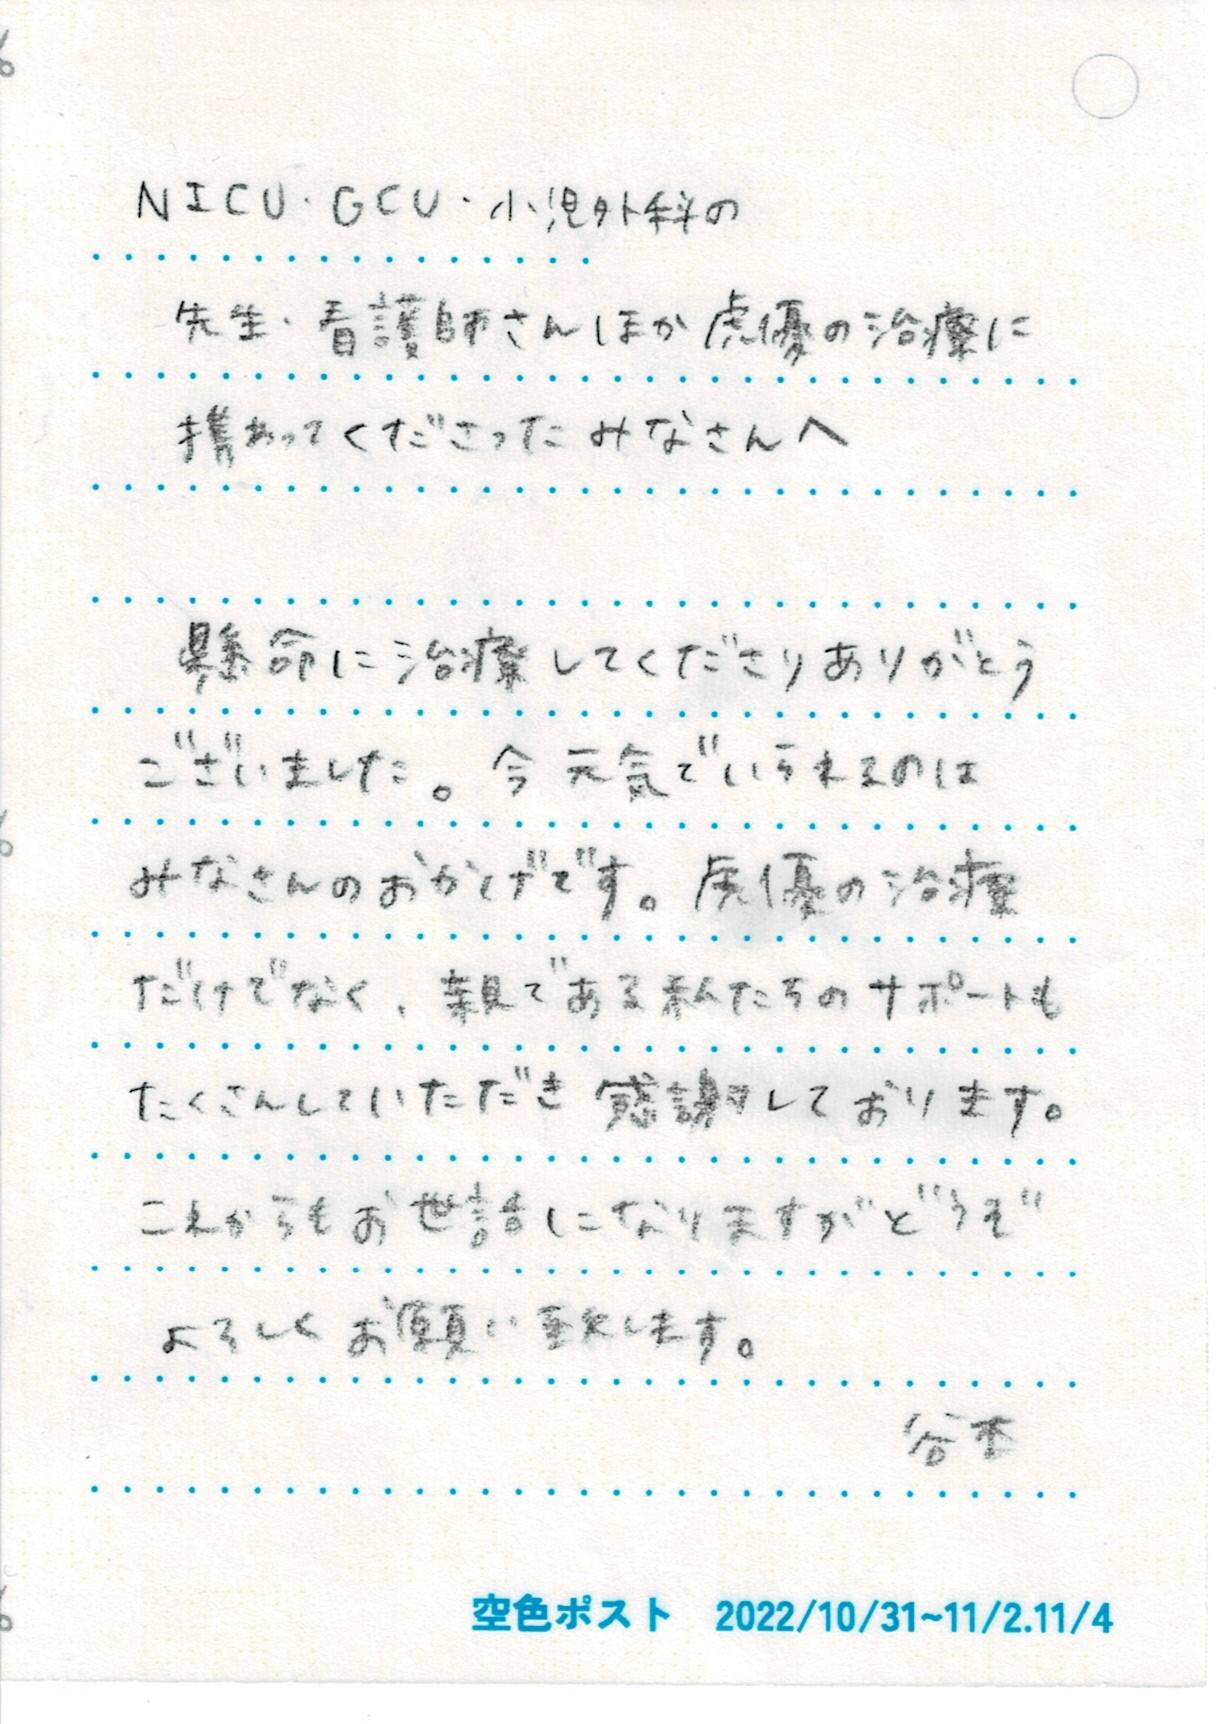 NICU・GCU・小児外科の
先生・看護師さんほか虎優の治療に
携わってくださったみなさんへ
懸命に治療してくださりありがとう
ございました。今元気でいられるのは
みなさんのおかげです。虎優の治療
だけでなく、親である私たちのサポートも
たくさんしていただき感謝しております。
これからもお世話になりますがどうぞ
よろしくお願い致します。
谷本
空色ポスト 2022/10/31~11/2.11/4